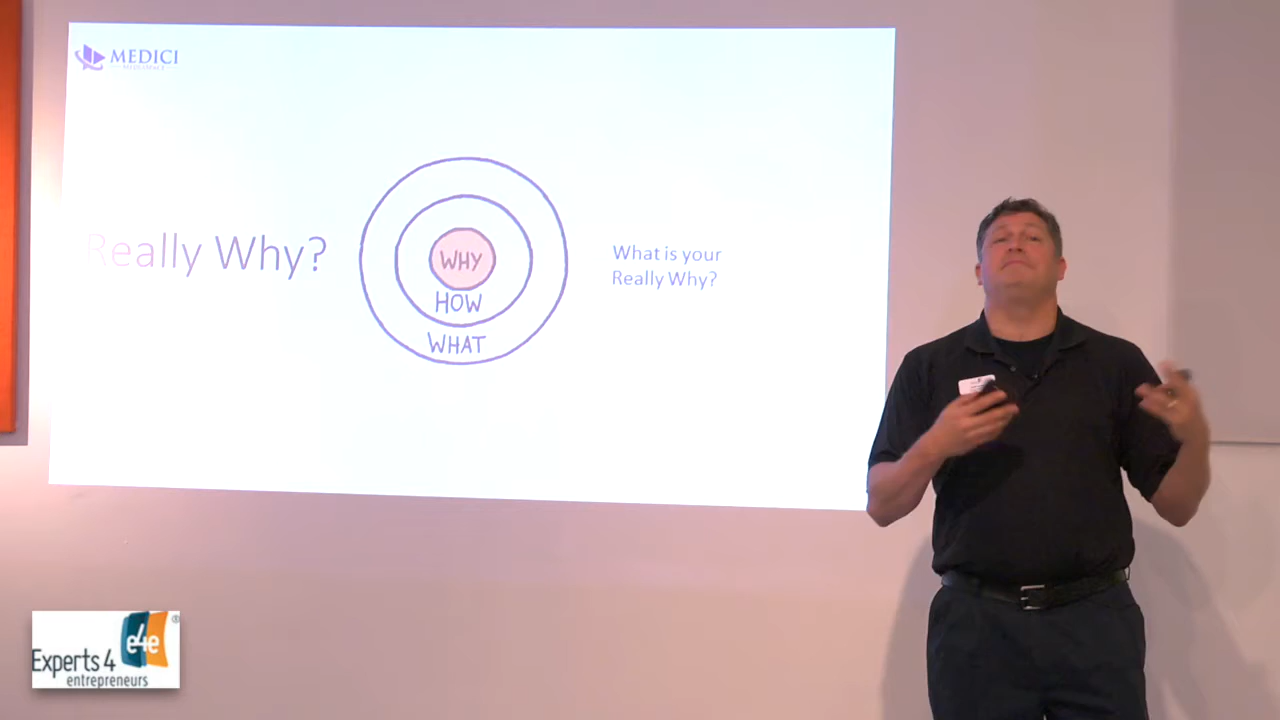 MEDICI
Really Why?
WHY
HOW
WHAT
What is your
Really Why?
e4e
®
Experts 4
entrepreneurs